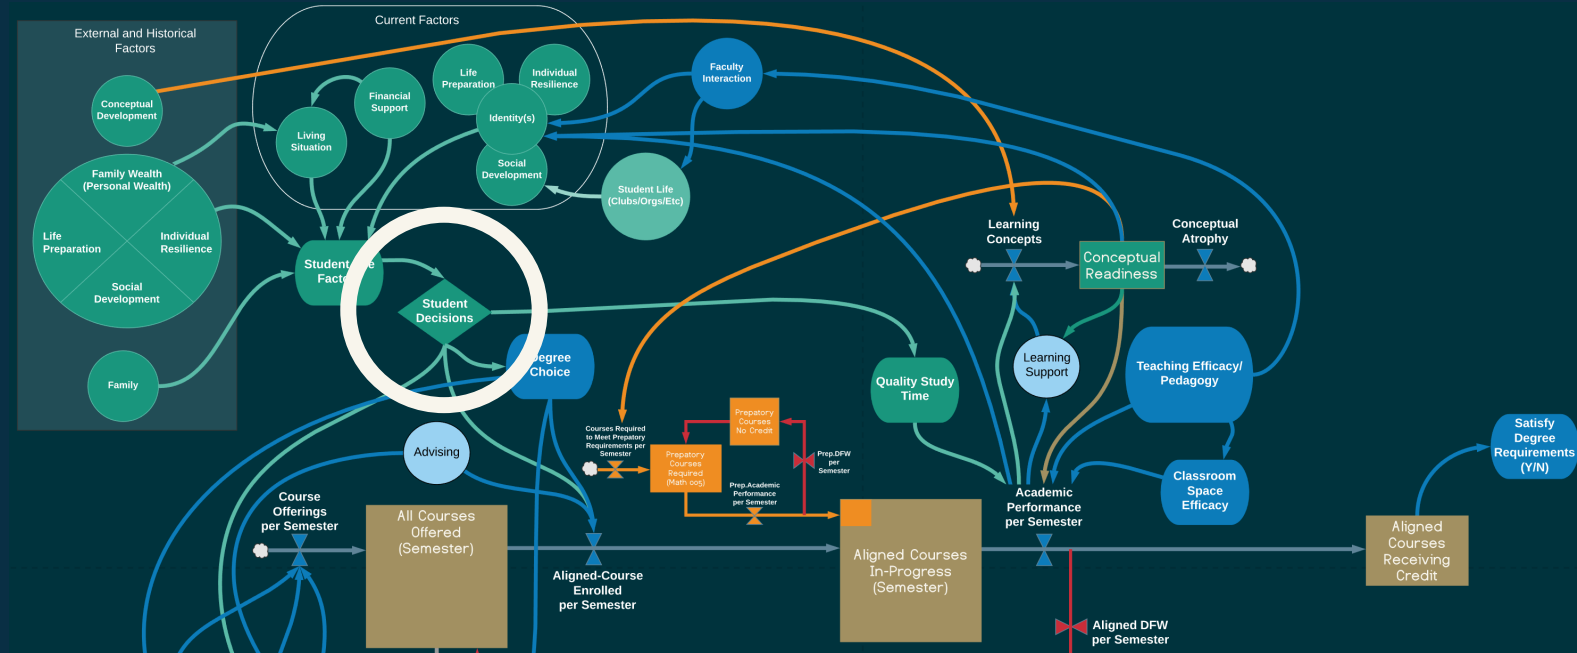 External and Historical
Factors
Conceptual
Development
Family Wealth
(Personal Wealth)
Life
Preparation
Individual
Resilience
Social
Development
Family
Current Factors
Living
Situation
Financial
Support
Life
Preparation
Individual
Resilience
Identity(s)
Social
Development
Faculty
Interaction
Student Life
(Clubs/Orgs/Etc)
Student
Student
Decisions
Degree
Choice
Advising
Course
Offerings
per Semester
All Courses
Offered
(Semester)
Aligned-Course
Enrolled
per Semester
Courses Required
to Meet Prepatory
Requirements per
Semester
Prepatory
Courses
Required
(Math 005)
Prepatory
Courses
No Credit
Prep.DFW
per
Semester
Prep.Academic
Performance
per Semester
Aligned Courses
In-Progress
(Semester)
Quality Study
Time
Learning
Concepts
Conceptual
Readiness
Conceptual
Atrophy
Learning
Support
Teaching Efficacy/
Pedagogy
Classroom
Space
Efficacy
Academic
Performance
per Semester
Aligned DFW
per Semester
Aligned
Courses
Receiving
Credit
Satisfy
Degree
Requirements
(Y/N)